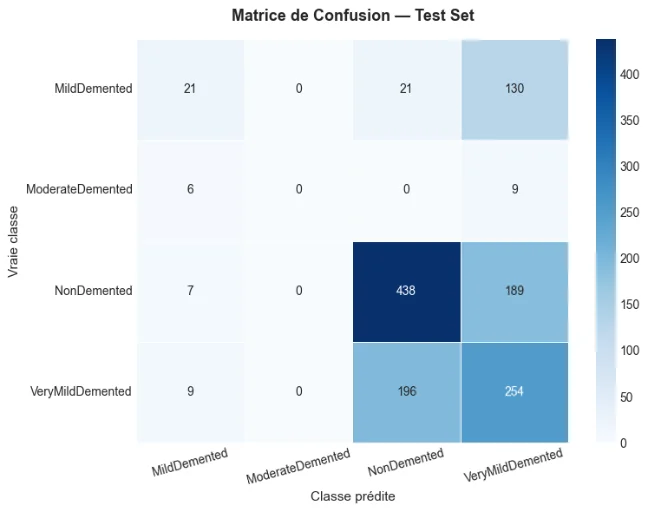 Matrice de Confusion — Test Set
MildDemented 21 0 21 130
ModerateDemented 6 0 0 9
NonDemented 7 0 438 189
VeryMildDemented 9 0 196 254
MildDemented ModerateDemented NonDemented VeryMildDemented
Classe prédite
Vraie classe
400
350
300
250
200
150
100
50
0